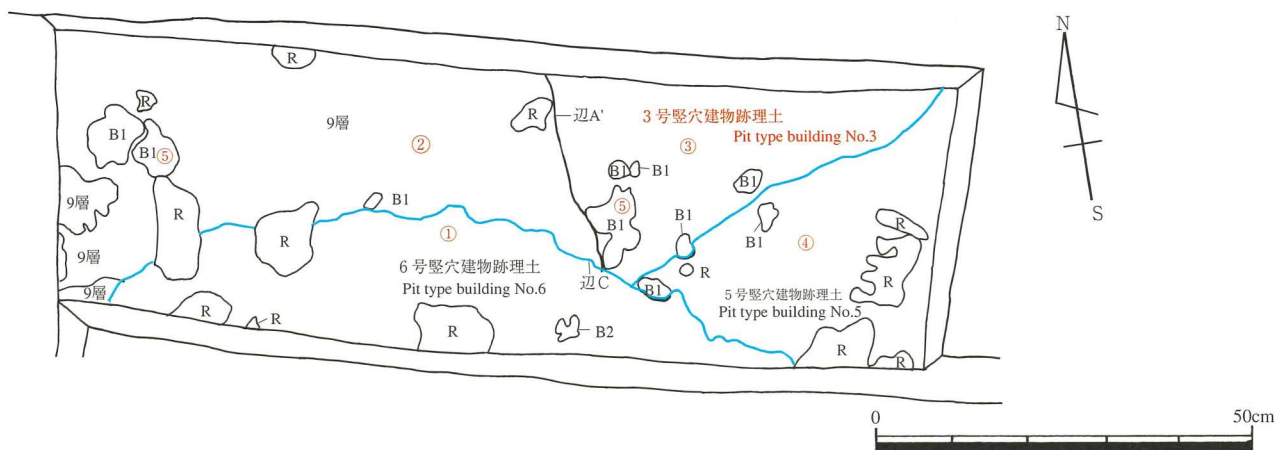 N
S
R
R
B1
B1 ⑤
9層
9層
9層
R
R
B1
9層
②
R
辺A'
3号竪穴建物跡理土
Pit type building No.3
③
B1
B1
B1
⑤
B1
B1
B1
④
R
R
R
B1
①
6号竪穴建物跡理土
Pit type building No.6
辺C
5号竪穴建物跡理土
Pit type building No.5
R
R
R
B2
R
R
0
50cm